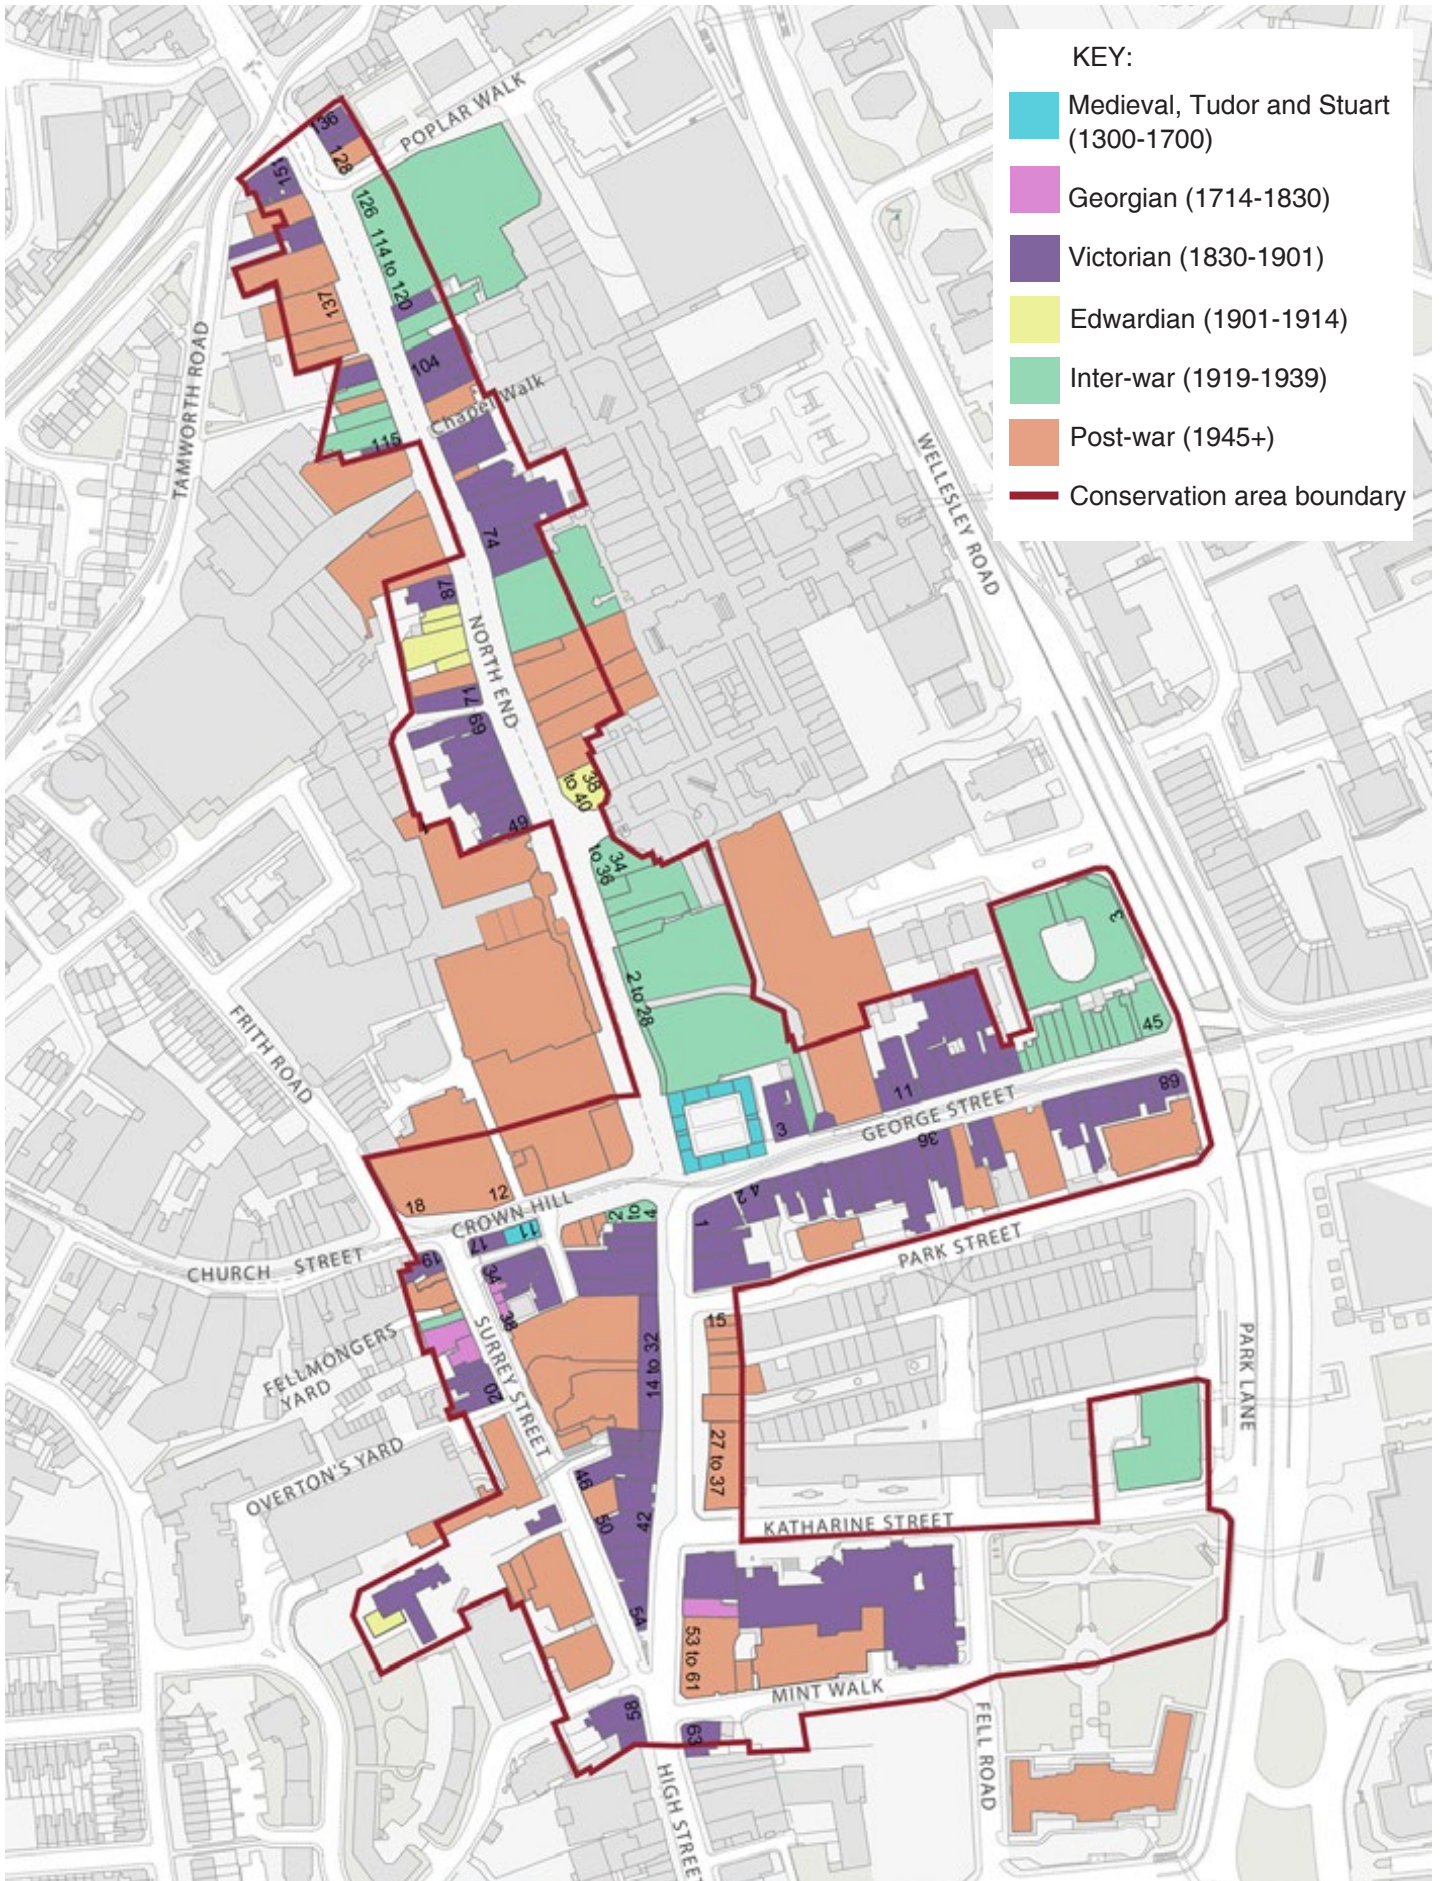 KEY:
Medieval, Tudor and Stuart
(1300-1700)
Georgian (1714-1830)
Victorian (1830-1901)
Edwardian (1901-1914)
Inter-war (1919-1939)
Post-war (1945+)
Conservation area boundary
POPLAR WALK
136
128
151
126
114 to 120
137
104
Chapel Walk
115
TAMWORTH ROAD
WELLESLEY ROAD
74
87
NORTH END
71
69
38
to 40
49
34
to 36
2 to 28
3
45
FRITH ROAD
11
GEORGE STREET
68
3
36
18
12
CROWN HILL
2
to
4
4
2
1
11
17
CHURCH STREET
19
PARK STREET
34
38
15
FELLMONGERS
YARD
SURREY STREET
20
14 to 32
PARK LANE
OVERTON'S YARD
27 to 37
46
50
42
KATHARINE STREET
54
53 to 61
MINT WALK
58
63
FELL ROAD
HIGH STREET